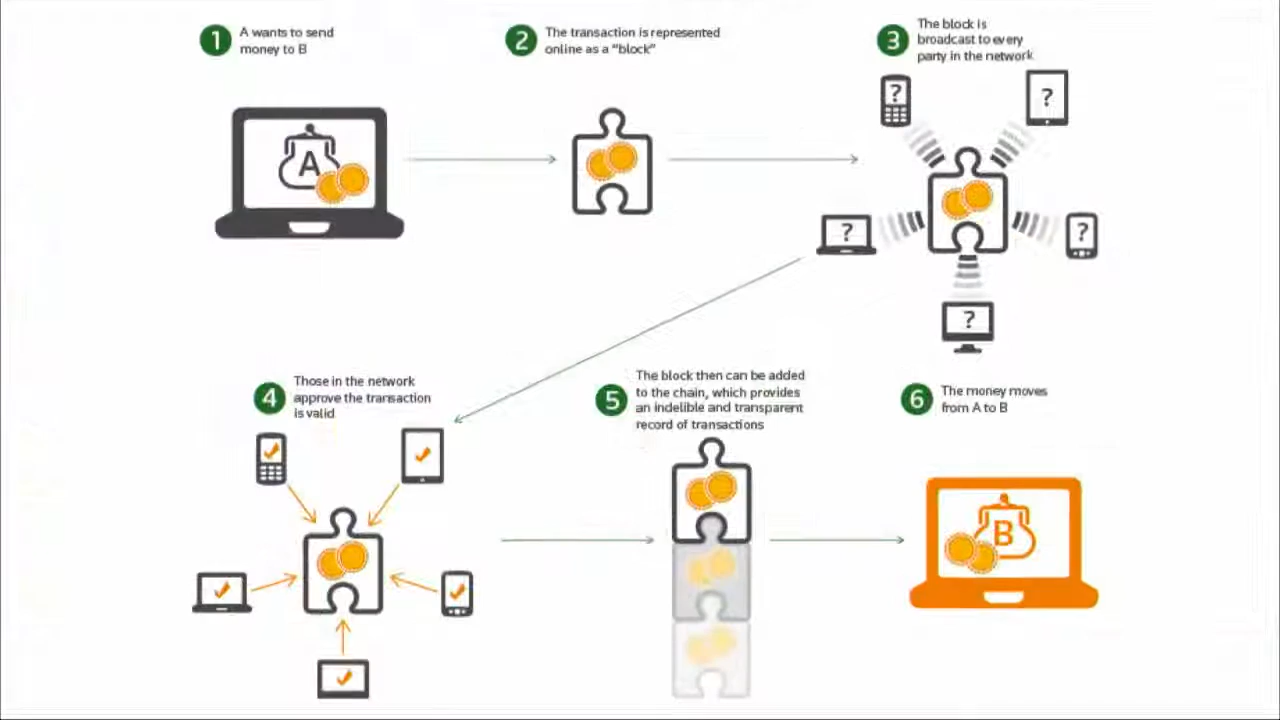 1
A wants to send
money to B
2
The transaction is represented
online as a "block"
3
The block is
broadcast to every
party in the network
?
?
A
?
?
?
4
Those in the network
approve the transaction
is valid
5
The block then can be added
to the chain, which provides
an indelible and transparent
record of transactions
6
The money moves
from A to B
B